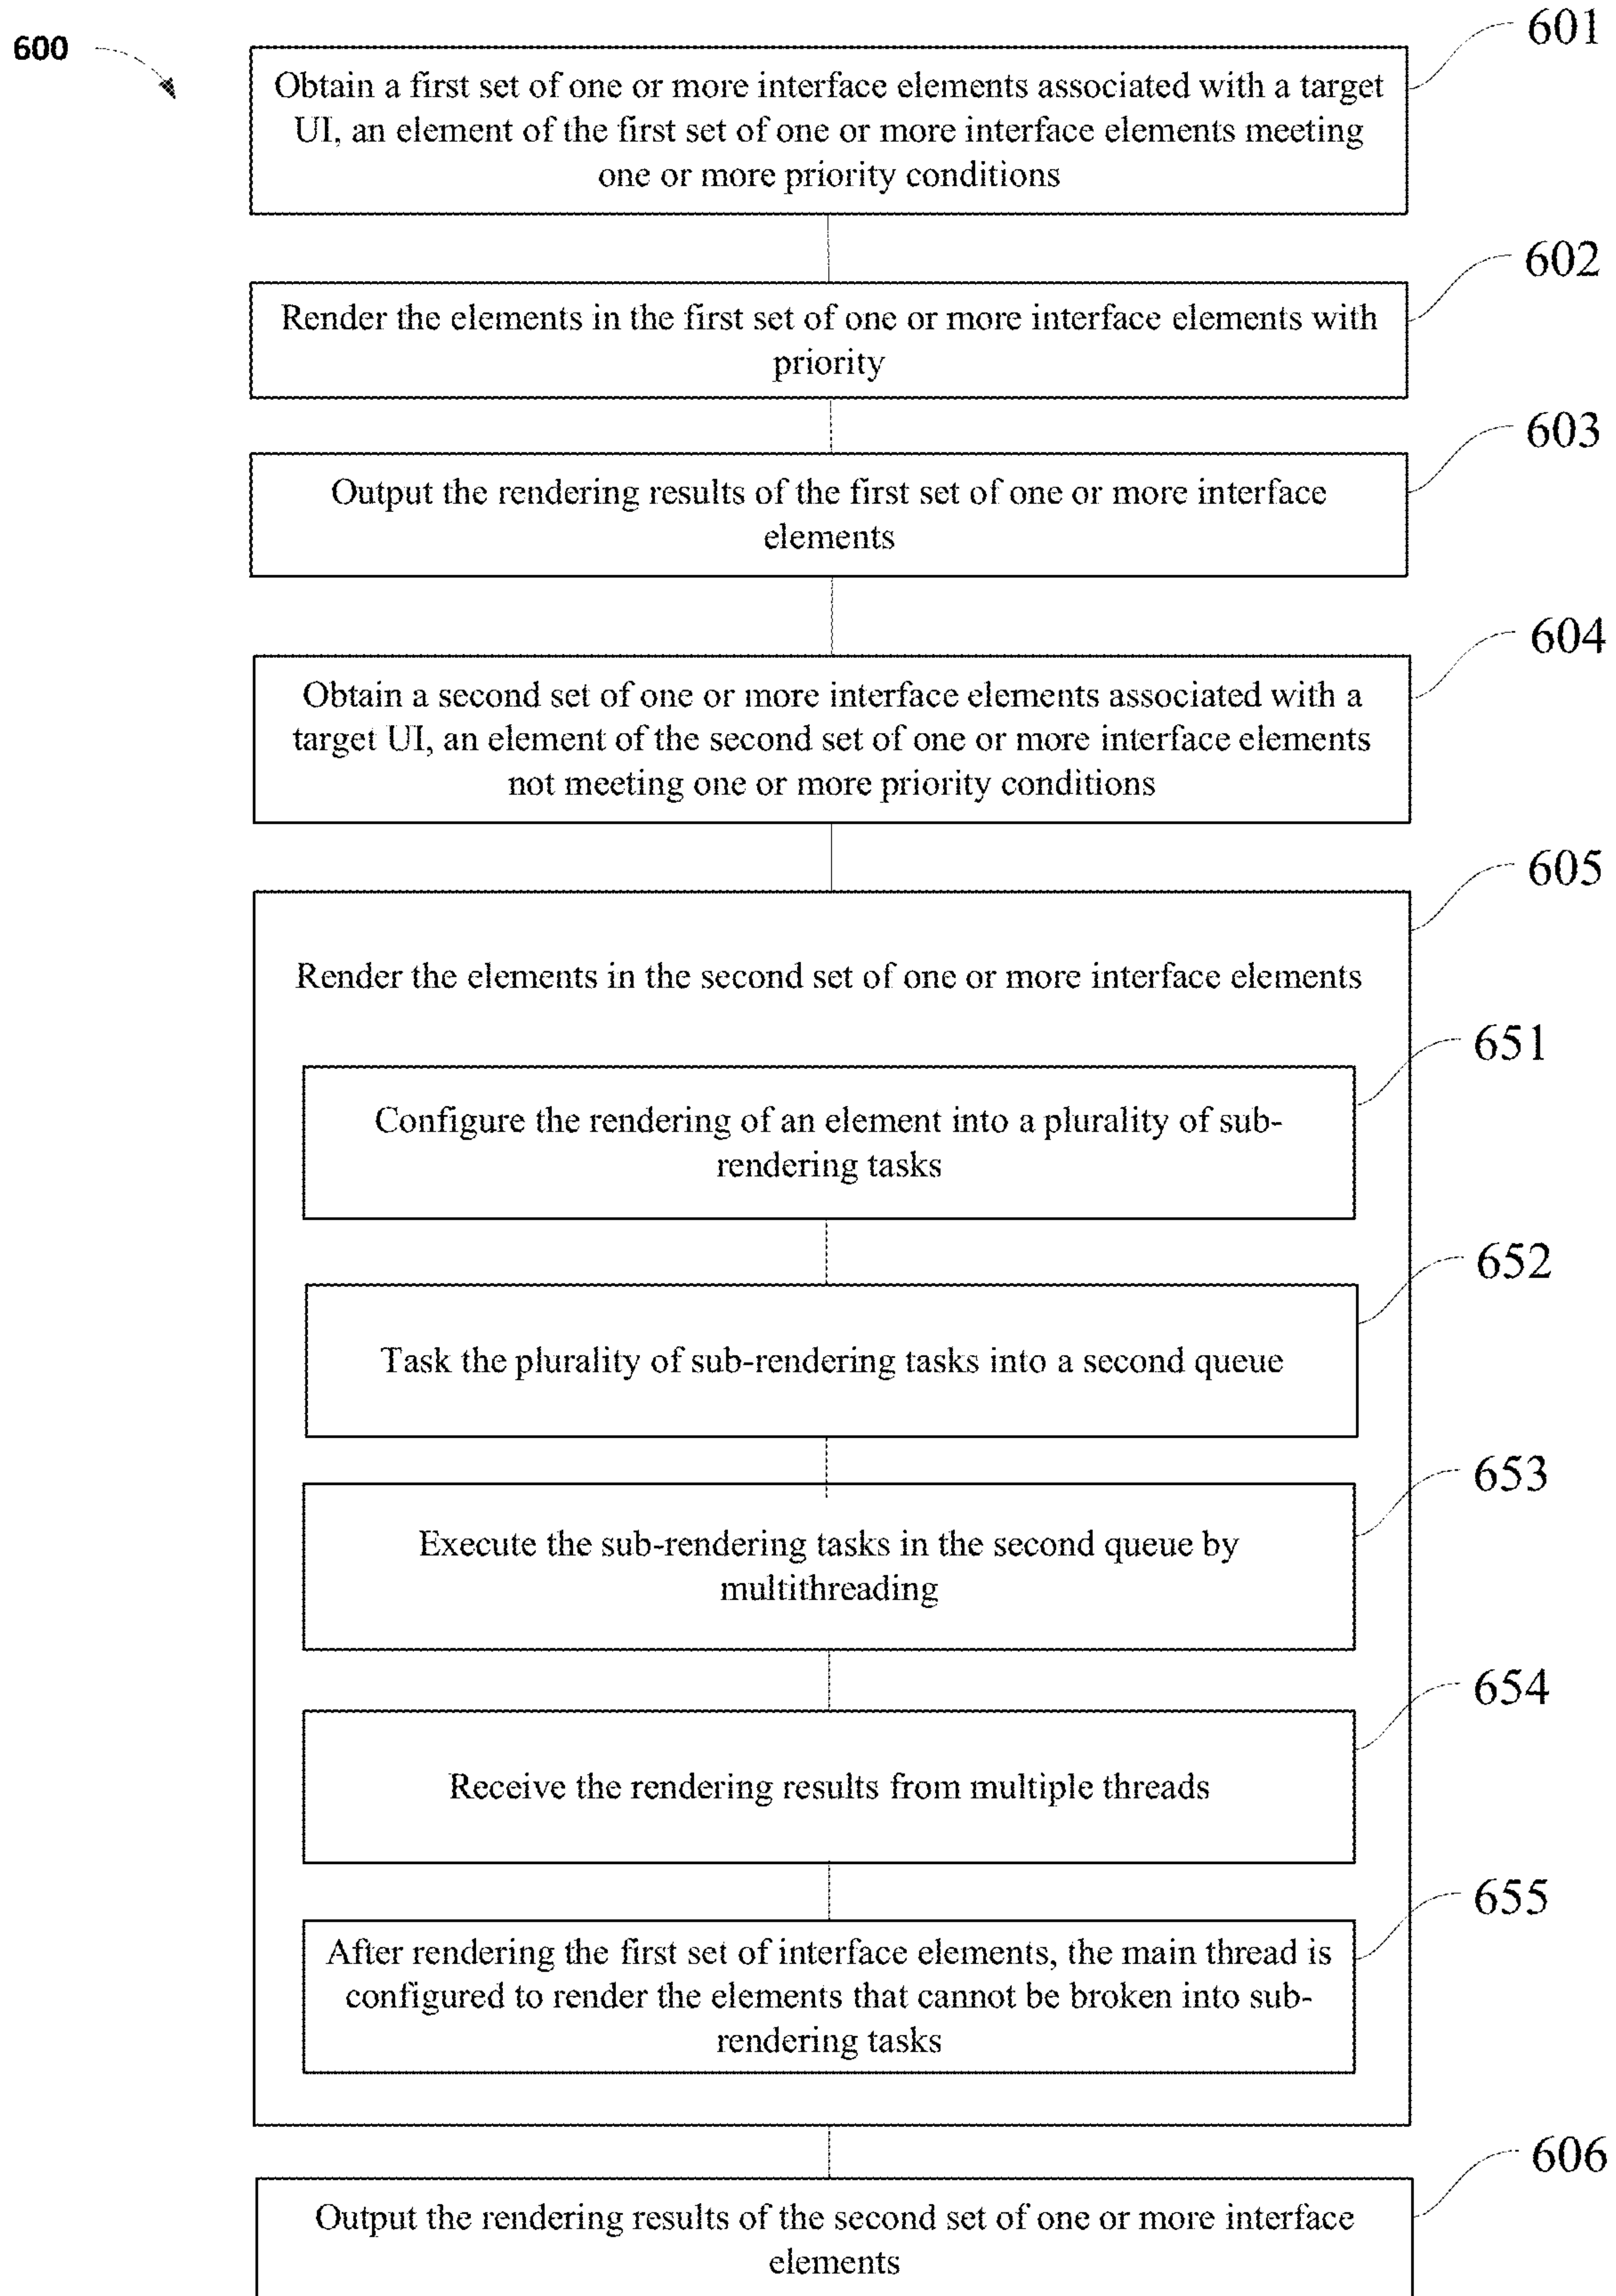 600
601
Obtain a first set of one or more interface elements associated with a target
UI, an element of the first set of one or more interface elements meeting
one or more priority conditions
602
Render the elements in the first set of one or more interface elements with
priority
603
Output the rendering results of the first set of one or more interface
elements
604
Obtain a second set of one or more interface elements associated with a
target UI, an element of the second set of one or more interface elements
not meeting one or more priority conditions
605
Render the elements in the second set of one or more interface elements
651
Configure the rendering of an element into a plurality of sub-
rendering tasks
652
Task the plurality of sub-rendering tasks into a second queue
653
Execute the sub-rendering tasks in the second queue by
multithreading
654
Receive the rendering results from multiple threads
655
After rendering the first set of interface elements, the main thread is
configured to render the elements that cannot be broken into sub-
rendering tasks
606
Output the rendering results of the second set of one or more interface
elements